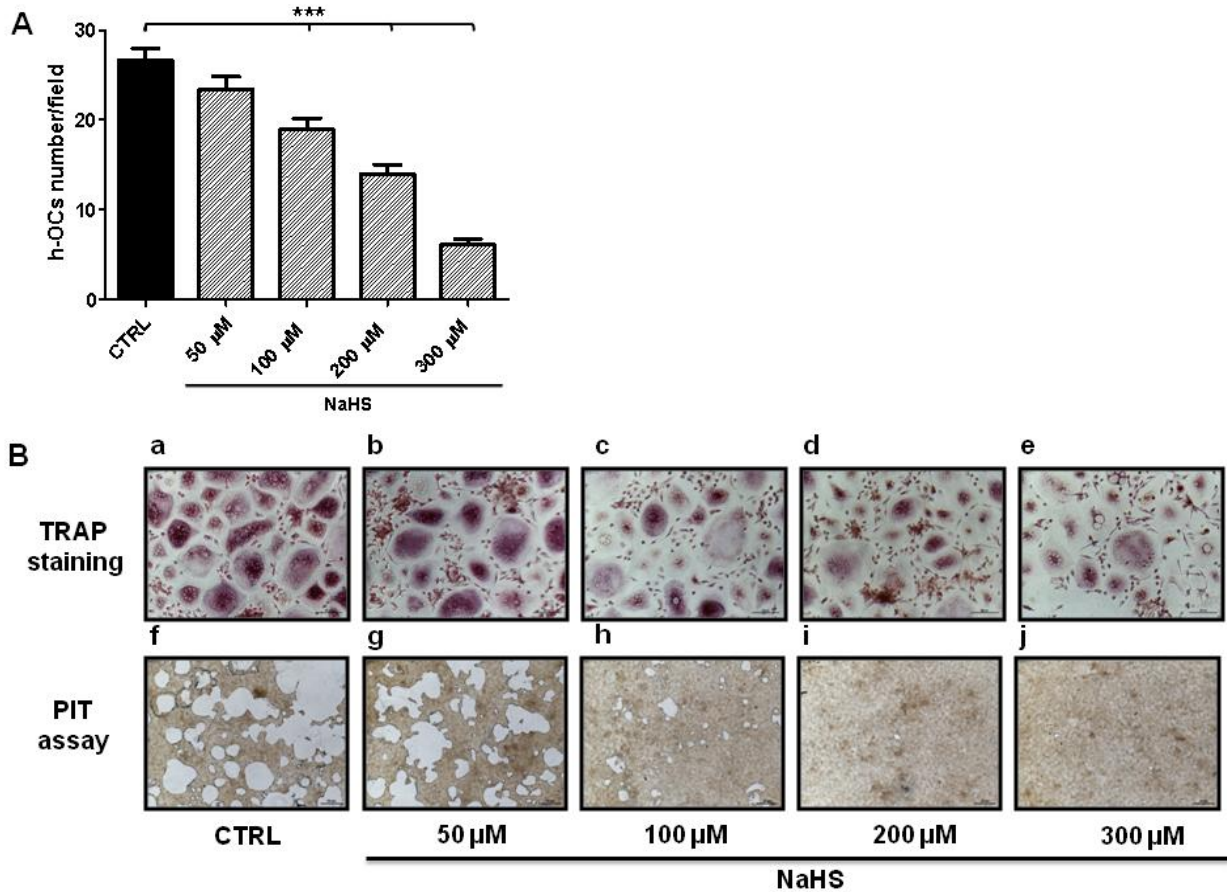 A
***
30
20
10
0
h-OCs number/field
CTRL
50 µM
100 µM
200 µM
300 µM
NaHS
B
a
b
c
d
e
TRAP
staining
f
g
h
i
j
PIT
assay
CTRL
50 µM
100 µM
200 µM
300 µM
NaHS